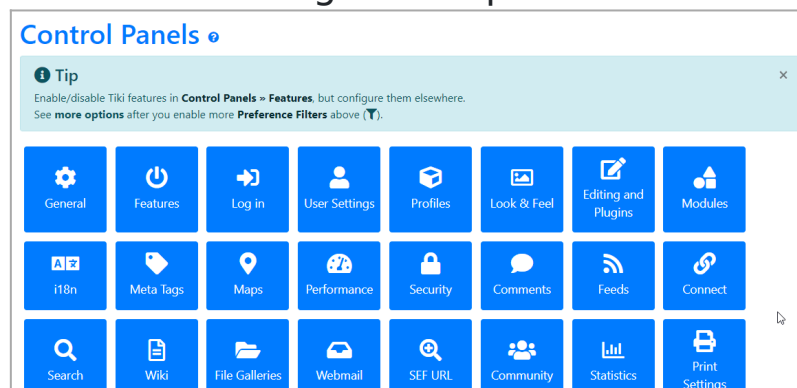 Control Panels
Tip
Enable/disable Tiki features in Control Panels » Features, but configure them elsewhere.
See more options after you enable more Preference Filters above ( ).
General
Features
Log in
User Settings
Profiles
Look & Feel
Editing and
Plugins
Modules
i18n
Meta Tags
Maps
Performance
Security
Comments
Feeds
Connect
Search
Wiki
File Galleries
Webmail
SEF URL
Community
Statistics
Print
Settings